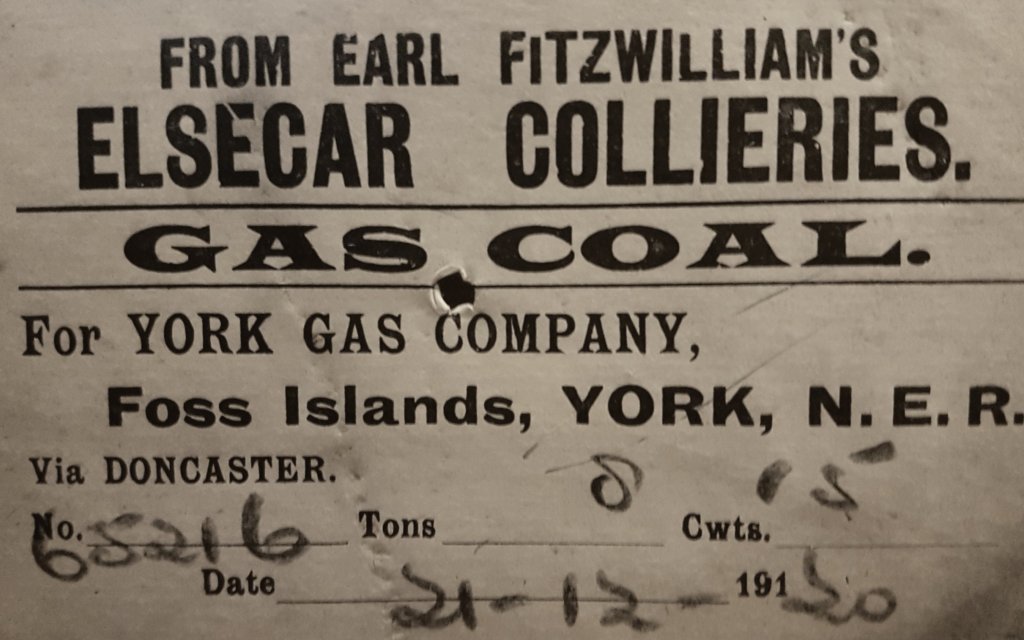 FROM EARL FITZWILLIAM'S
ELSECAR COLLIERIES.
GAS COAL.
For YORK GAS COMPANY,
Foss Islands, YORK, N.E.R.
Via DONCASTER.
No. 65216 Tons 8 Cwts. 15
Date 21-12- 191 20